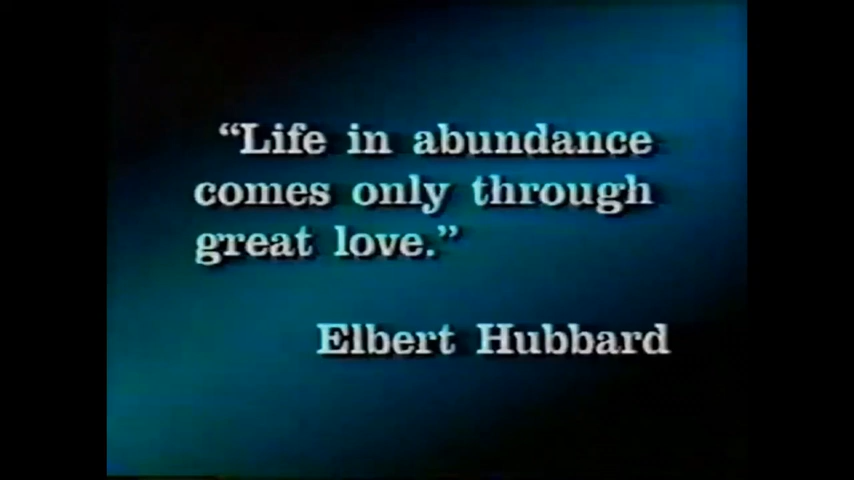 “Life in abundance
comes only through
great love.”
Elbert Hubbard